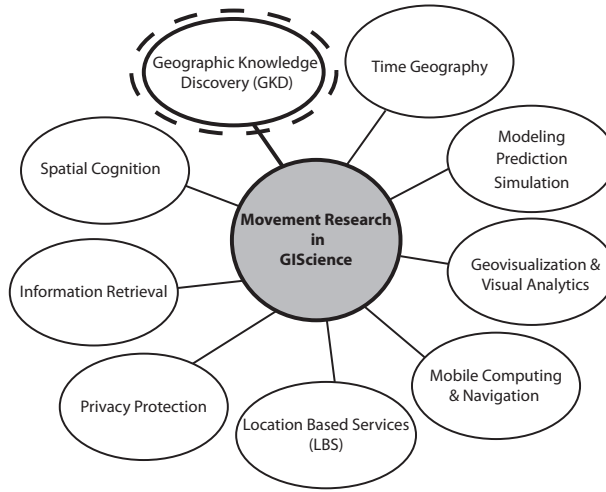 Geographic Knowledge
Discovery (GKD)
Time Geography
Modeling
Prediction
Simulation
Spatial Cognition
Movement Research
in
GIScience
Geovisualization &
Visual Analytics
Information Retrieval
Mobile Computing
& Navigation
Privacy Protection
Location Based Services
(LBS)